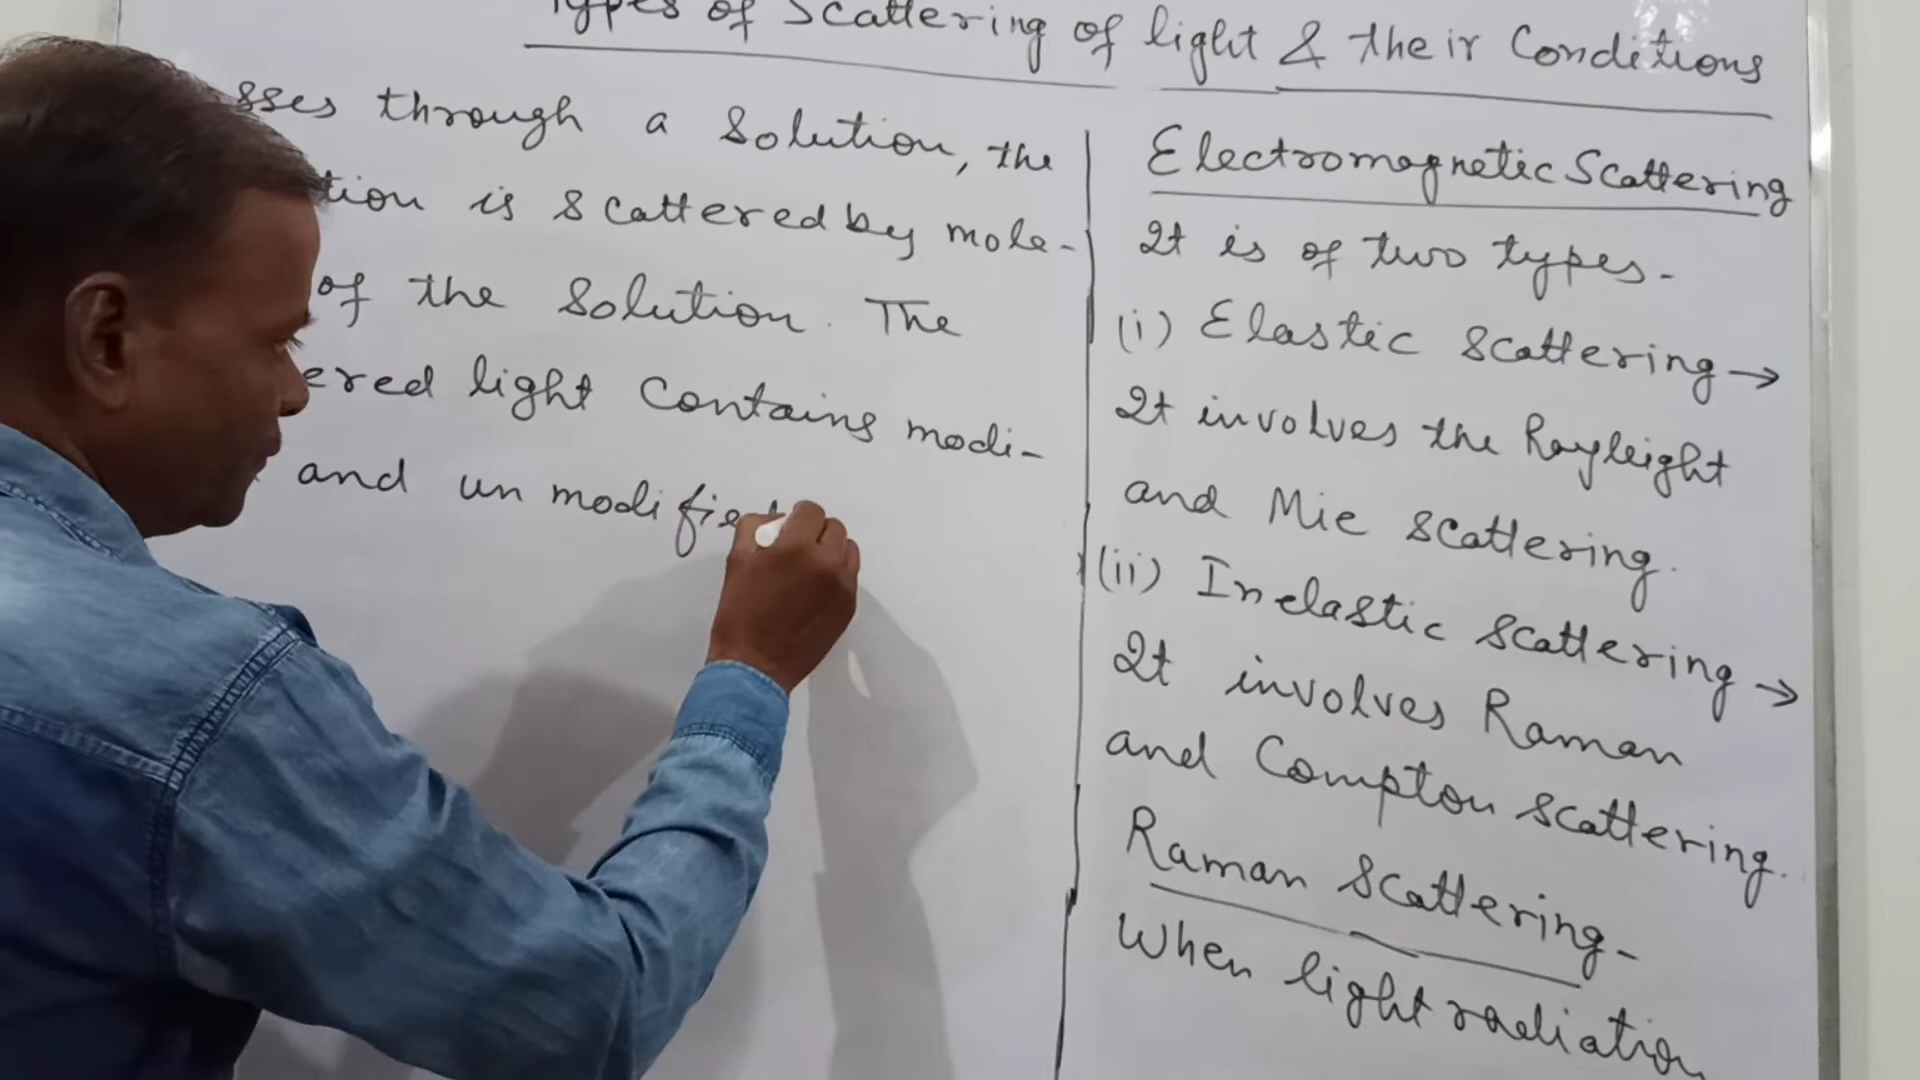 Types of Scattering of light & their Conditions
sses through a Solution, the
tion is Scattered by mole-
of the Solution. The
ered light Contains modi-
and un modifie
Electromagnetic Scattering
It is of two types-
(i) Elastic Scattering →
It involves the Rayleight
and Mie Scattering.
(ii) Inelastic Scattering →
It involves Raman
and Compton Scattering.
Raman Scattering-
When light radiation